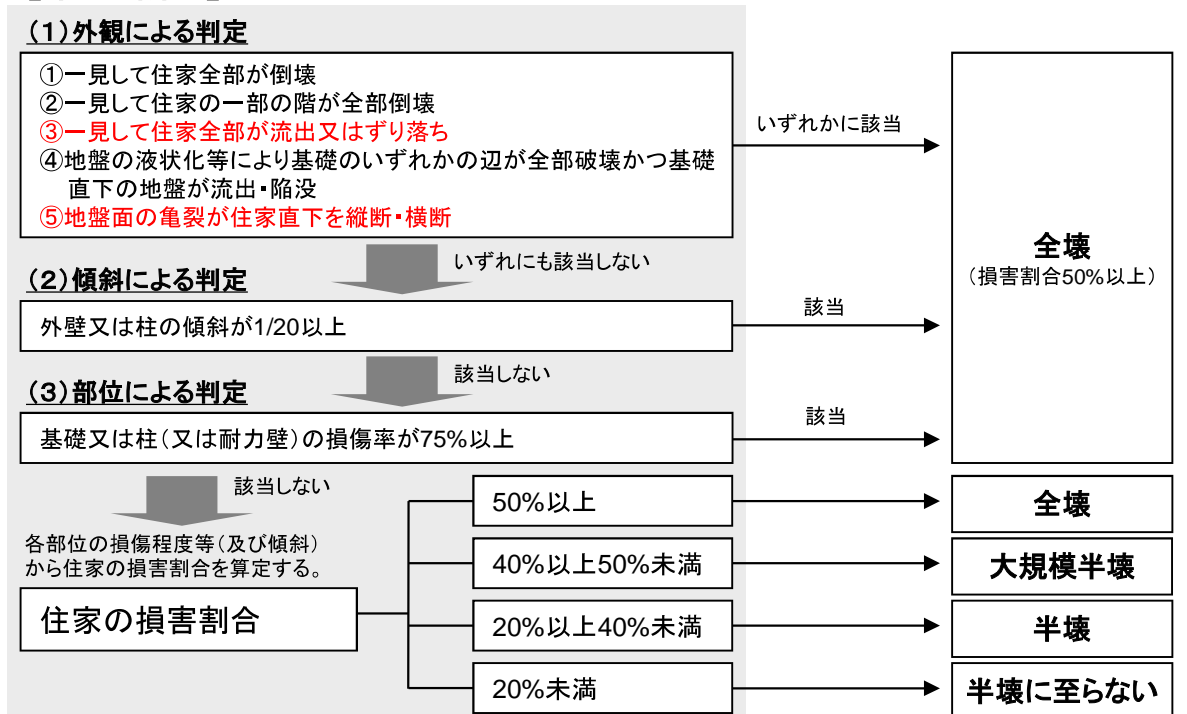 (1)外観による判定
①一見して住家全部が倒壊
②一見して住家の一部の階が全部倒壊
③一見して住家全部が流出又はずり落ち
④地盤の液状化等により基礎のいずれかの辺が全部破壊かつ基礎
直下の地盤が流出・陥没
⑤地盤面の亀裂が住家直下を縦断・横断
いずれかに該当
全壊
(損害割合50%以上)
いずれにも該当しない
(2)傾斜による判定
外壁又は柱の傾斜が1/20以上
該当
該当しない
(3)部位による判定
基礎又は柱(又は耐力壁)の損傷率が75%以上
該当
該当しない
各部位の損傷程度等(及び傾斜)
から住家の損害割合を算定する。
住家の損害割合
50%以上
全壊
40%以上50%未満
大規模半壊
20%以上40%未満
半壊
20%未満
半壊に至らない